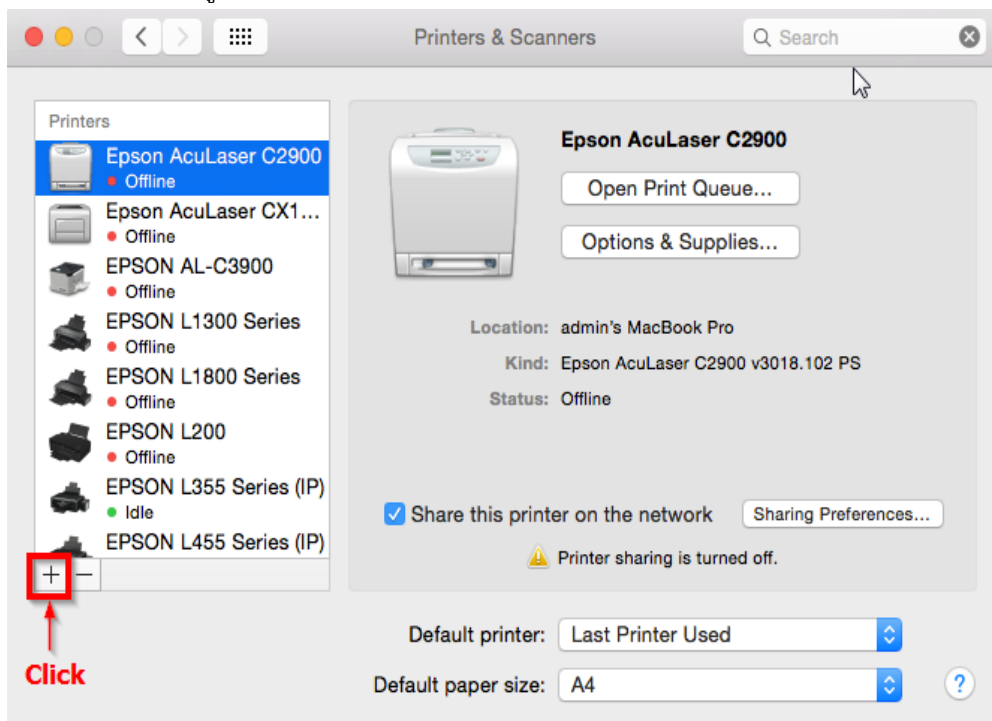 Printers & Scanners
Search
Printers
Epson AcuLaser C2900
Offline
Epson AcuLaser CX1...
Offline
EPSON AL-C3900
Offline
EPSON L1300 Series
Offline
EPSON L1800 Series
Offline
EPSON L200
Offline
EPSON L355 Series (IP)
Idle
EPSON L455 Series (IP)
+ −
Click
Epson AcuLaser C2900
Open Print Queue...
Options & Supplies...
Location: admin's MacBook Pro
Kind: Epson AcuLaser C2900 v3018.102 PS
Status: Offline
Share this printer on the network
Sharing Preferences...
Printer sharing is turned off.
Default printer: Last Printer Used
Default paper size: A4
?